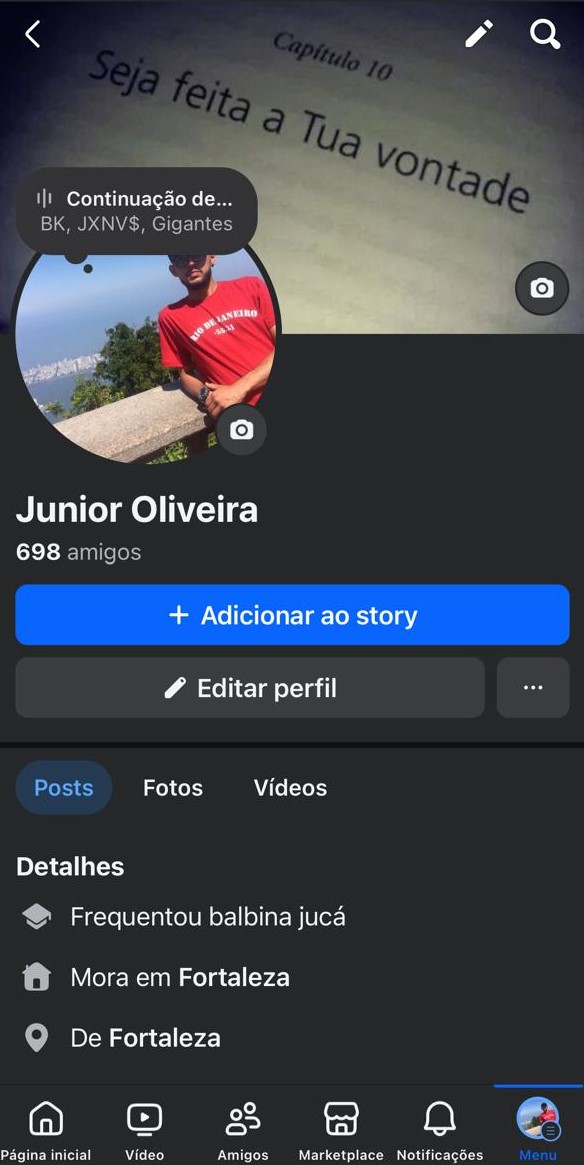 Capítulo 10
Seja feita a Tua vontade
Continuação de...
BK, JXNV$, Gigantes
RIO DE JANEIRO
Junior Oliveira
698 amigos
+ Adicionar ao story
Editar perfil
...
Posts Fotos Vídeos
Detalhes
Frequentou balbina jucá
Mora em Fortaleza
De Fortaleza
Página inicial Vídeo Amigos Marketplace Notificações Menu